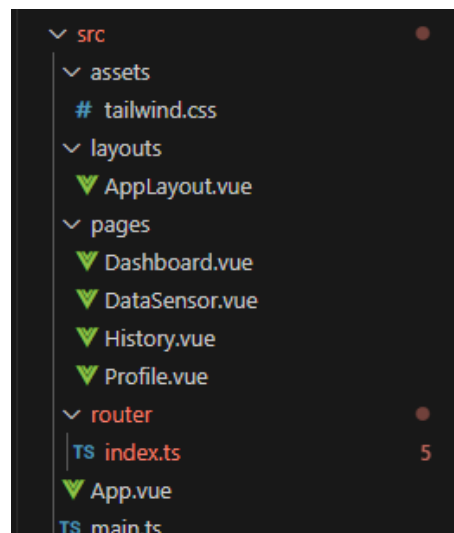 src
assets
# tailwind.css
layouts
AppLayout.vue
pages
Dashboard.vue
DataSensor.vue
History.vue
Profile.vue
router
TS index.ts 5
App.vue
TS main.ts